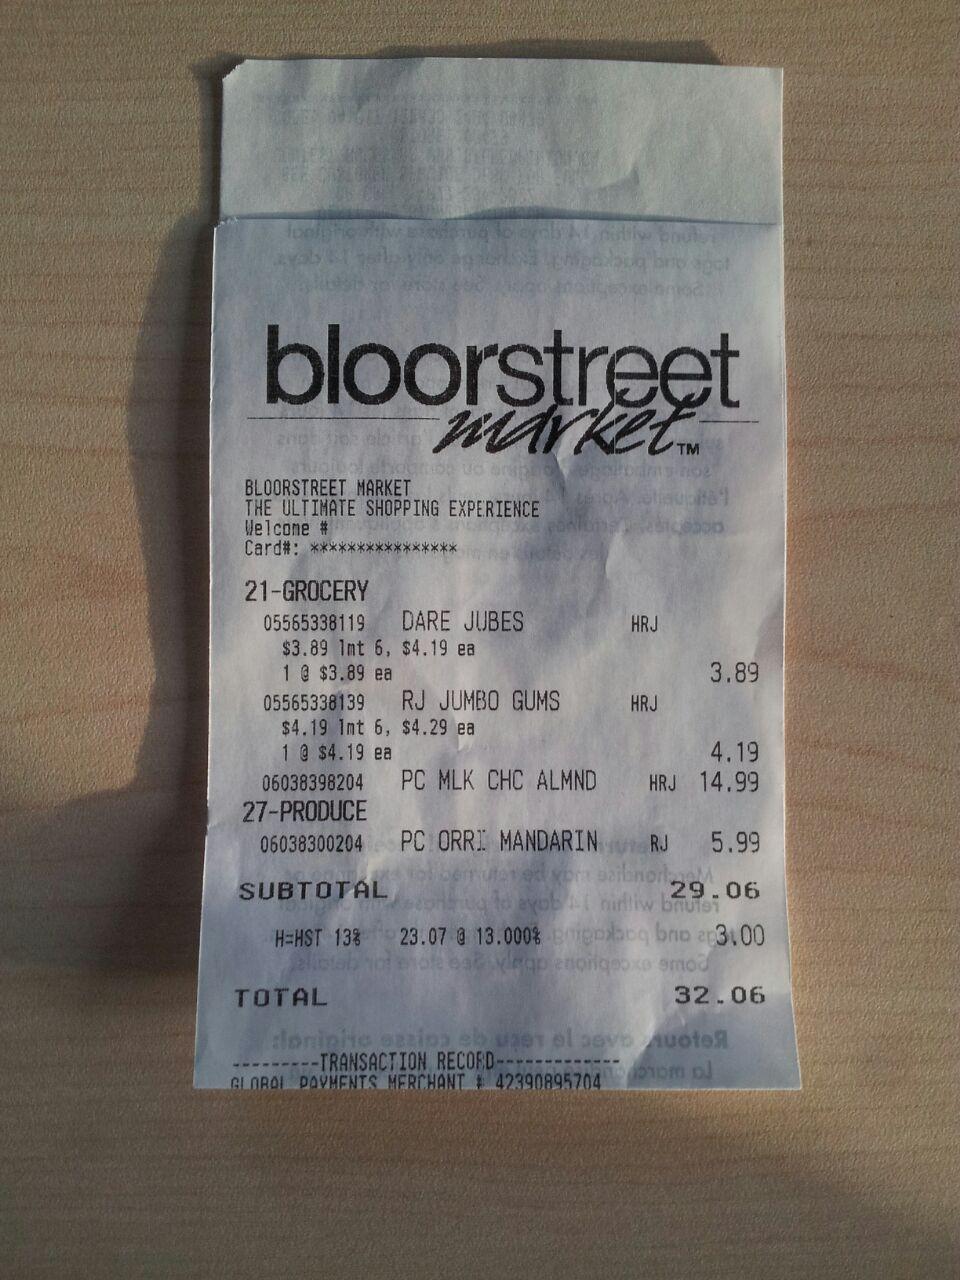 bloorstreet
market™
BLOORSTREET MARKET
THE ULTIMATE SHOPPING EXPERIENCE
Welcome #
Card#: ****************
21-GROCERY
05565338119 DARE JUBES HRJ
$3.89 lmt 6, $4.19 ea
1 @ $3.89 ea 3.89
05565338139 RJ JUMBO GUMS HRJ
$4.19 lmt 6, $4.29 ea
1 @ $4.19 ea 4.19
06038398204 PC MLK CHC ALMND HRJ 14.99
27-PRODUCE
06038300204 PC ORRI MANDARIN RJ 5.99
SUBTOTAL 29.06
H=HST 13% 23.07 @ 13.000% 3.00
TOTAL 32.06
---------TRANSACTION RECORD-------------
GLOBAL PAYMENTS MERCHANT # 42390895704